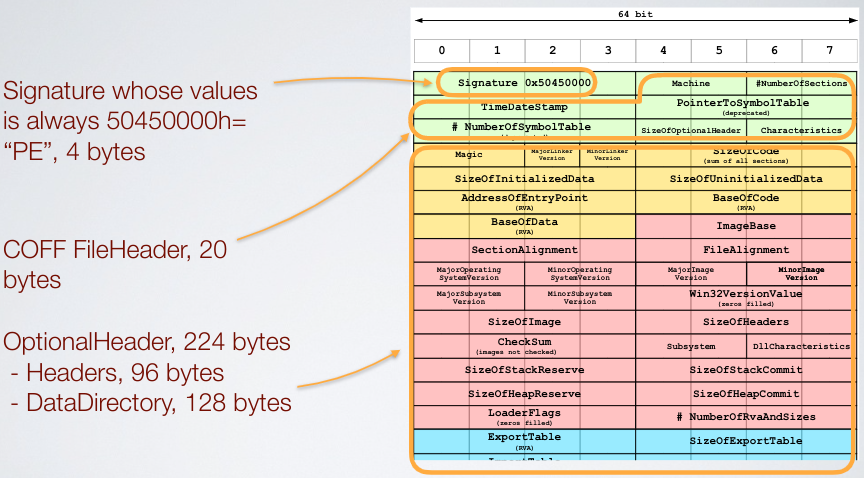 64 bit
0 1 2 3 4 5 6 7
Signature whose values
is always 50450000h=
“PE”, 4 bytes
COFF FileHeader, 20
bytes
OptionalHeader, 224 bytes
- Headers, 96 bytes
- DataDirectory, 128 bytes
Signature 0x50450000 Machine #NumberOfSections
TimeDateStamp PointerToSymbolTable
(deprecated)
# NumberOfSymbolTable SizeOfOptionalHeader Characteristics
Magic MajorLinker Version MinorLinker Version SizeOfCode
(sum of all sections)
SizeOfInitializedData SizeOfUninitializedData
AddressOfEntryPoint BaseOfCode
(RVA) (RVA)
BaseOfData ImageBase
(RVA)
SectionAlignment FileAlignment
MajorOperating SystemVersion MinorOperating SystemVersion MajorImage Version MinorImage Version
MajorSubsystem Version MinorSubsystem Version Win32VersionValue
(zeros filled)
SizeOfImage SizeOfHeaders
CheckSum Subsystem DllCharacteristics
(images not checked)
SizeOfStackReserve SizeOfStackCommit
SizeOfHeapReserve SizeOfHeapCommit
LoaderFlags # NumberOfRvaAndSizes
(zeros filled)
ExportTable SizeOfExportTable
(RVA)